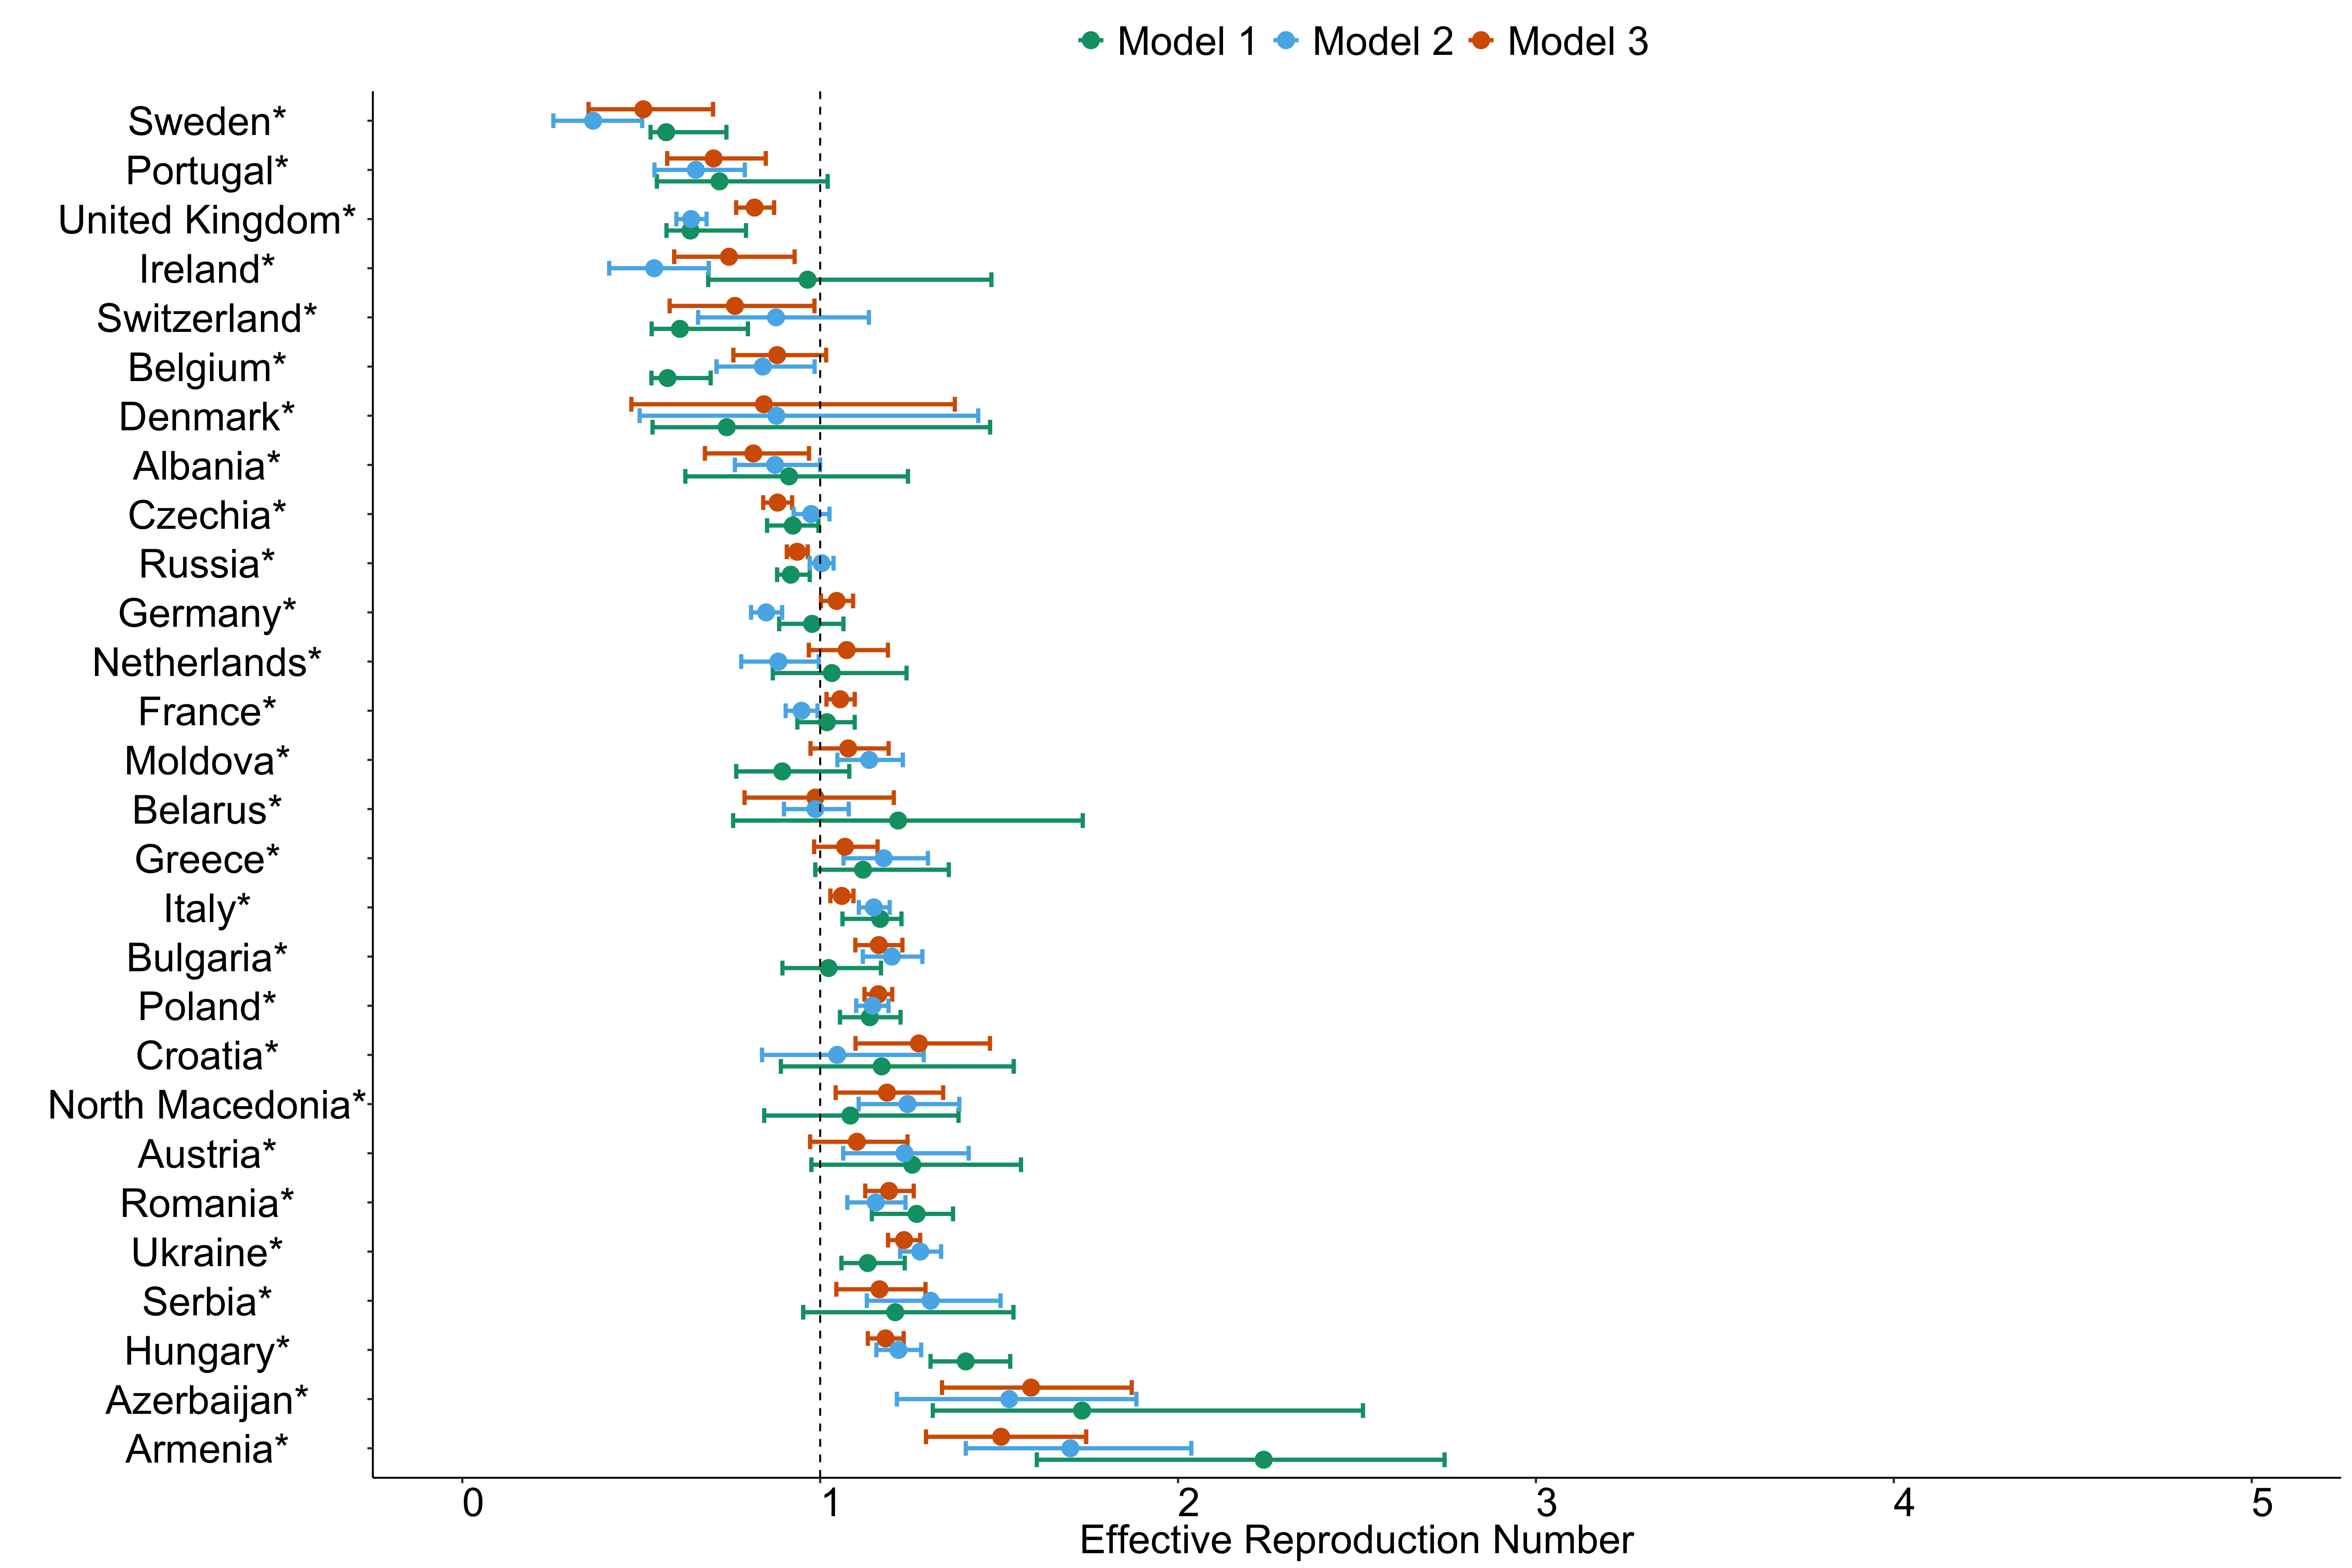 Model 1 Model 2 Model 3
Sweden*
Portugal*
United Kingdom*
Ireland*
Switzerland*
Belgium*
Denmark*
Albania*
Czechia*
Russia*
Germany*
Netherlands*
France*
Moldova*
Belarus*
Greece*
Italy*
Bulgaria*
Poland*
Croatia*
North Macedonia*
Austria*
Romania*
Ukraine*
Serbia*
Hungary*
Azerbaijan*
Armenia*
0 1 2 3 4 5
Effective Reproduction Number